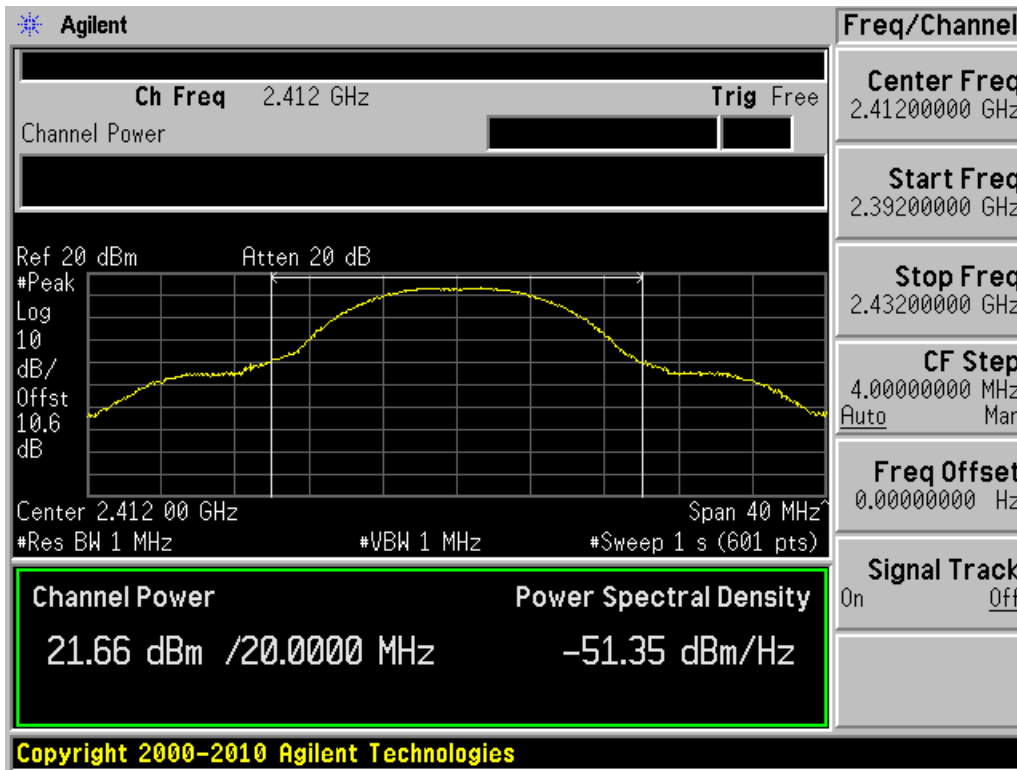 Agilent
Ch Freq 2.412 GHz Trig Free
Channel Power
Ref 20 dBm Atten 20 dB
#Peak
Log
10
dB/
Offst
10.6
dB
Center 2.412 00 GHz Span 40 MHz^
#Res BW 1 MHz #VBW 1 MHz #Sweep 1 s (601 pts)
Channel Power Power Spectral Density
21.66 dBm /20.0000 MHz -51.35 dBm/Hz
Copyright 2000-2010 Agilent Technologies
Freq/Channel
Center Freq
2.41200000 GHz
Start Freq
2.39200000 GHz
Stop Freq
2.43200000 GHz
CF Step
4.00000000 MHz
Auto Man
Freq Offset
0.00000000 Hz
Signal Track
On Off